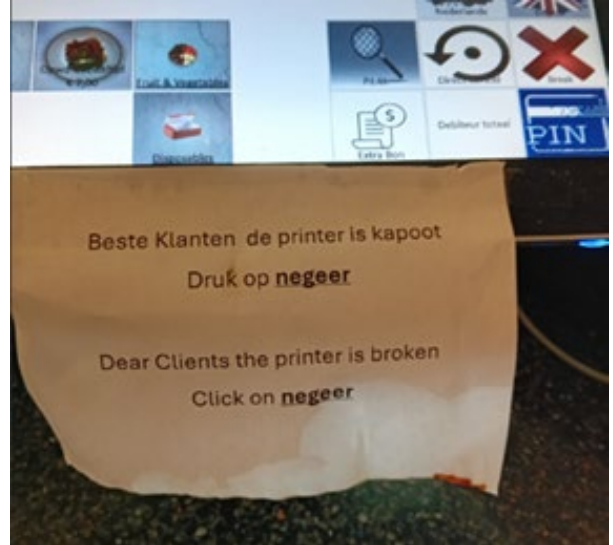 Fruit & Vegetables
Disposables
Extra Bon
Debiteur totaal
PIN
Beste Klanten de printer is kapoot
Druk op negeer
Dear Clients the printer is broken
Click on negeer